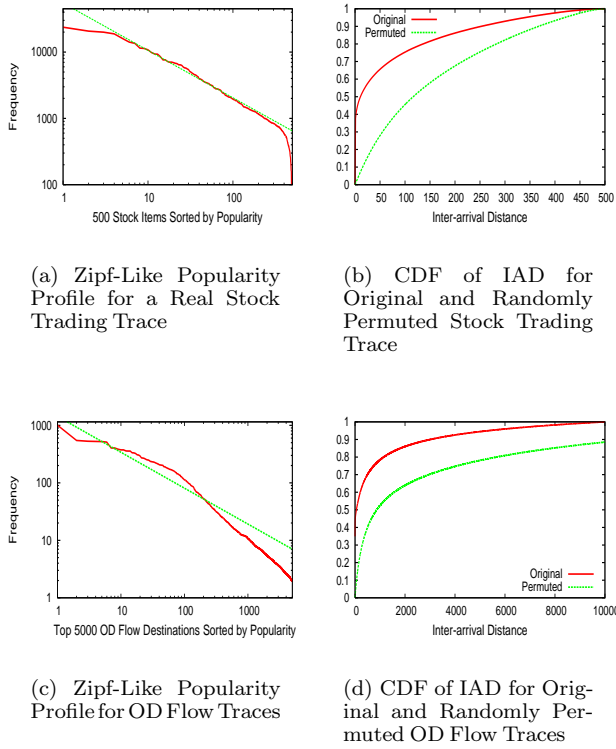 10000
1000
100
1
10
100
Frequency
500 Stock Items Sorted by Popularity
Original
Permuted
1
0.9
0.8
0.7
0.6
0.5
0.4
0.3
0.2
0.1
0
0 50 100 150 200 250 300 350 400 450 500
Inter-arrival Distance
(a) Zipf-Like Popularity
Profile for a Real Stock
Trading Trace
(b) CDF of IAD for
Original and Randomly
Permuted Stock Trading
Trace
1000
100
10
1
1 10 100 1000
Frequency
Top 5000 OD Flow Destinations Sorted by Popularity
1
0.9
0.8
0.7
0.6
0.5
0.4
0.3
0.2
0.1
0
Original
Permuted
0 2000 4000 6000 8000 10000
Inter-arrival Distance
(c) Zipf-Like Popularity
Profile for OD Flow Traces
(d) CDF of IAD for Orig-
inal and Randomly Per-
muted OD Flow Traces